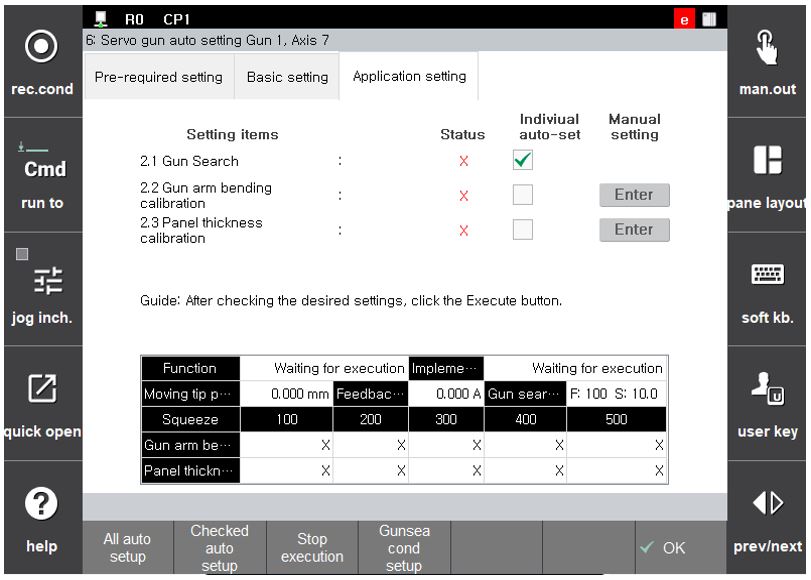 R0 CP1
e
6: Servo gun auto setting Gun 1, Axis 7
rec.cond
Cmd
run to
jog inch.
quick open
?
help
Pre-required setting Basic setting Application setting
Setting items Status Indiviual auto-set Manual setting
2.1 Gun Search : X
2.2 Gun arm bending
calibration : X Enter
2.3 Panel thickness
calibration : X Enter
Guide: After checking the desired settings, click the Execute button.
Function Waiting for execution Impleme··· Waiting for execution
Moving tip p··· 0.000 mm Feedbac··· 0.000 A Gun sear··· F: 100 S: 10.0
Squeeze 100 200 300 400 500
Gun arm be··· X X X X X
Panel thickn··· X X X X X
All auto
setup
Checked
auto
setup
Stop
execution
Gunsea
cond
setup
OK
man.out
pane layout
soft kb.
U
user key
prev/next